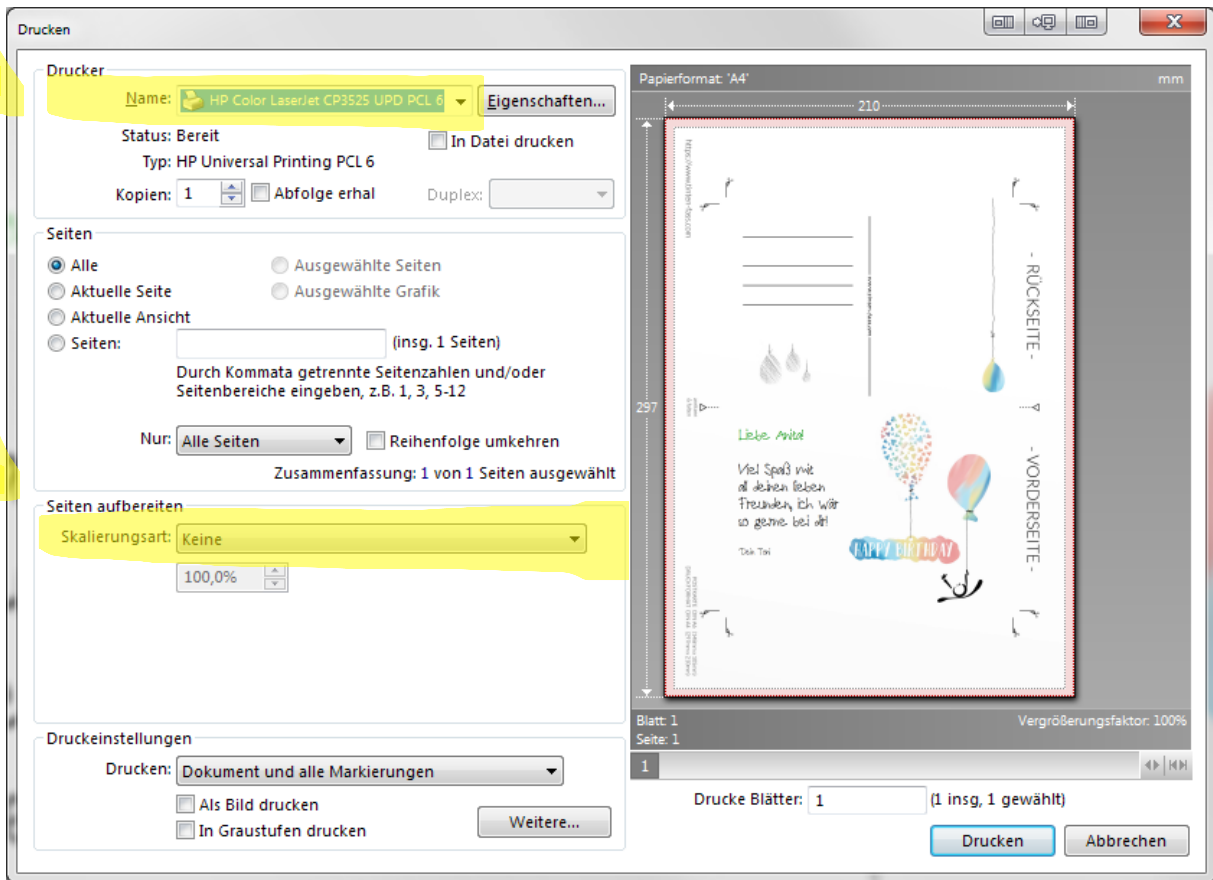 Drucken
Drucker
Name: HP Color LaserJet CP3525 UPD PCL 6 Eigenschaften...
Status: Bereit
In Datei drucken
Typ: HP Universal Printing PCL 6
Kopien: 1 Abfolge erhal Duplex:
Seiten
Alle Ausgewählte Seiten
Aktuelle Seite Ausgewählte Grafik
Aktuelle Ansicht
Seiten: (insg. 1 Seiten)
Durch Kommata getrennte Seitenzahlen und/oder
Seitenbereiche eingeben, z.B. 1, 3, 5-12
Nur: Alle Seiten Reihenfolge umkehren
Zusammenfassung: 1 von 1 Seiten ausgewählt
Seiten aufbereiten
Skalierungsart: Keine
100,0%
Druckeinstellungen
Drucken: Dokument und alle Markierungen
Als Bild drucken
In Graustufen drucken
Weitere...
Papierformat: 'A4' mm
210
297
- RÜCKSEITE -
- VORDERSEITE -
Liebe Anita!
Viel Spaß mit
all deinen lieben
Freunden, ich wär
so gerne bei dir!
HAPPY BIRTHDAY
Blatt: 1 Vergrößerungsfaktor: 100%
Seite: 1
1
Drucke Blätter: 1 (1 insg, 1 gewählt)
Drucken Abbrechen